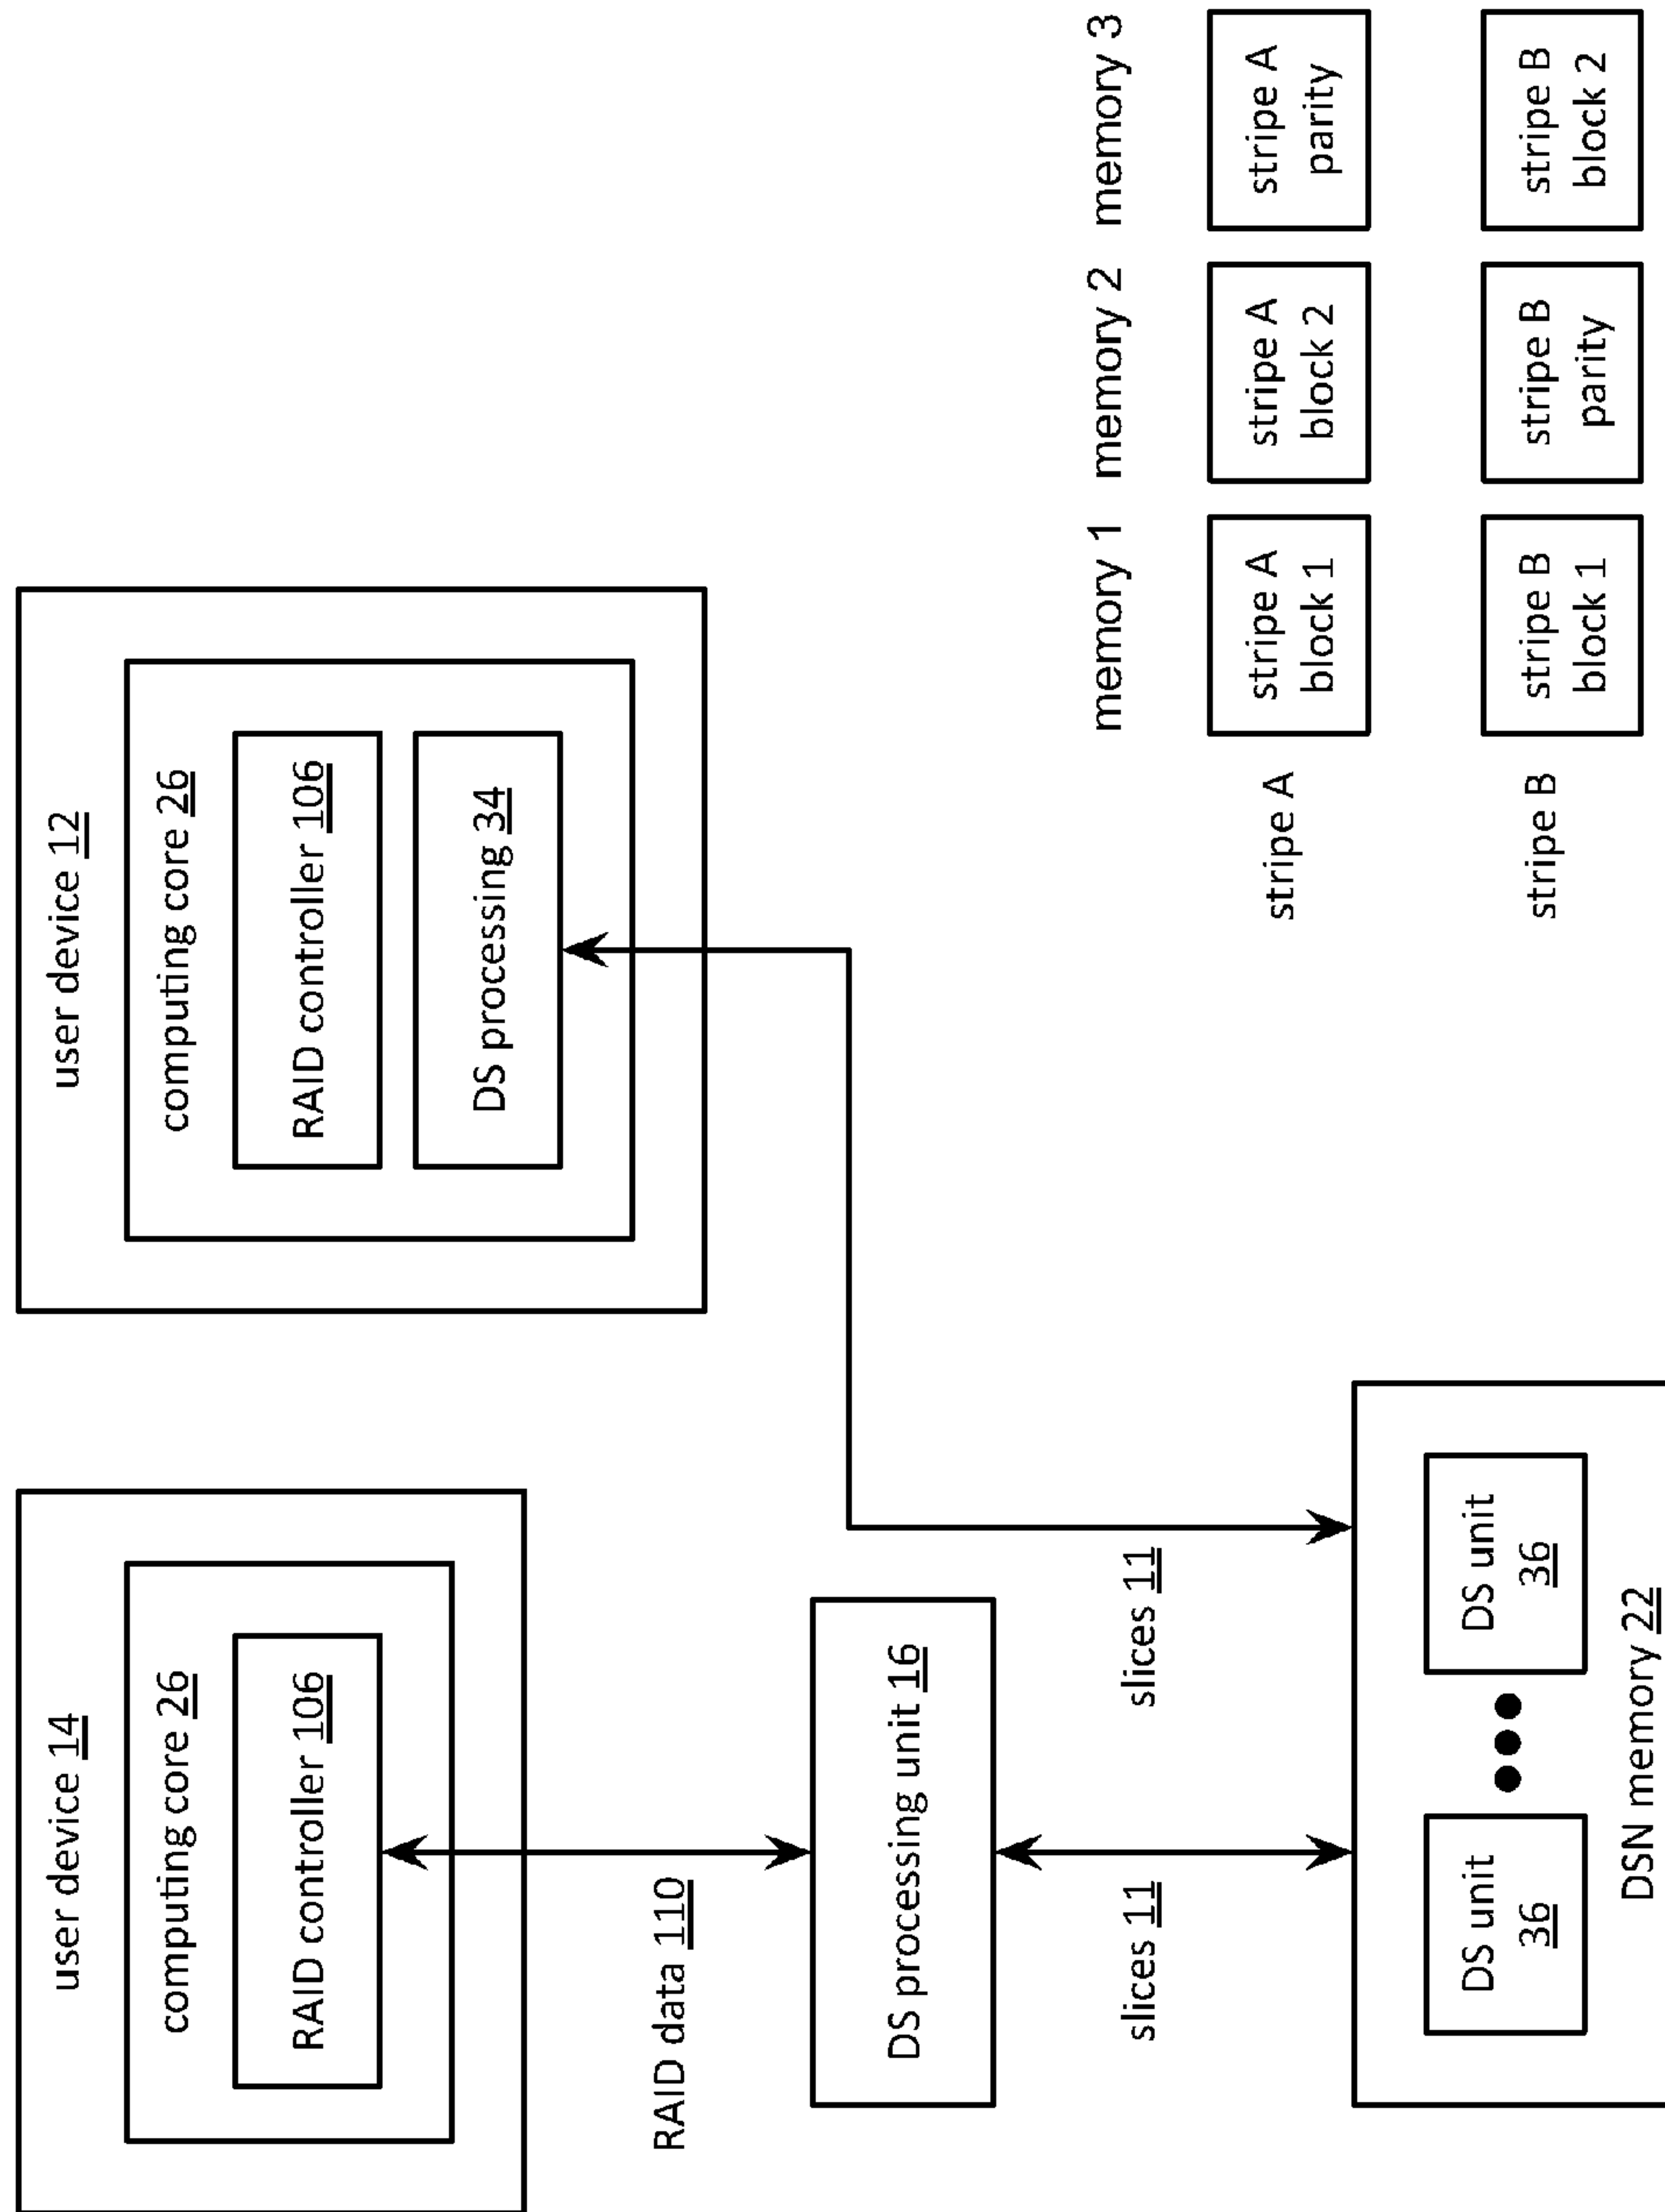 user device 14
computing core 26
RAID controller 106
RAID data 110
DS processing unit 16
slices 11
DS unit
36
DS unit
36
DSN memory 22
user device 12
computing core 26
RAID controller 106
DS processing 34
slices 11
memory 1 memory 2 memory 3
stripe A
stripe A
block 1
stripe A
block 2
stripe A
parity
stripe B
stripe B
block 1
stripe B
parity
stripe B
block 2